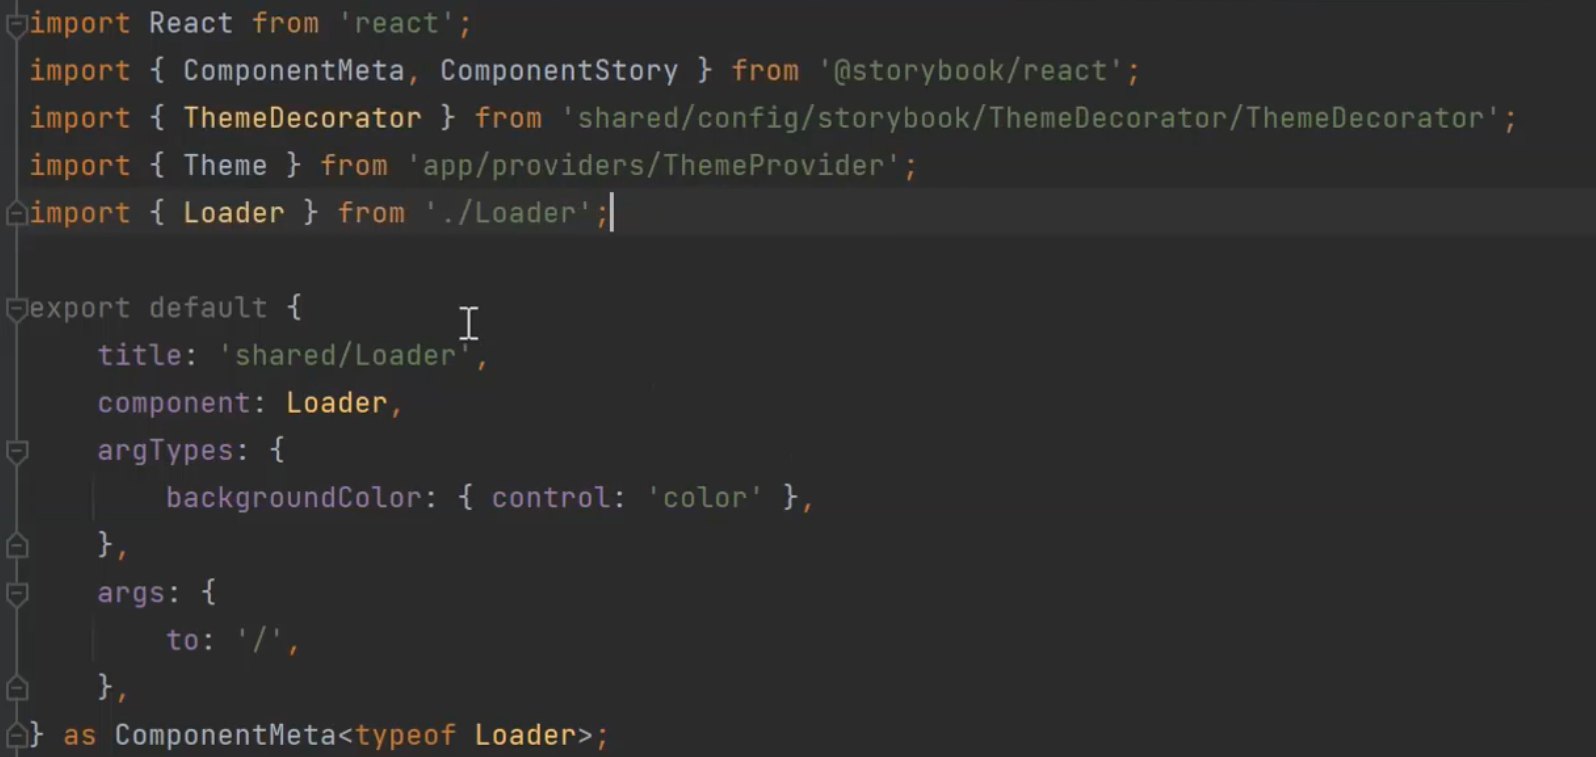 import React from 'react';
import { ComponentMeta, ComponentStory } from '@storybook/react';
import { ThemeDecorator } from 'shared/config/storybook/ThemeDecorator/ThemeDecorator';
import { Theme } from 'app/providers/ThemeProvider';
import { Loader } from './Loader';
export default {
    title: 'shared/Loader',
    component: Loader,
    argTypes: {
        backgroundColor: { control: 'color' },
    },
    args: {
        to: '/',
    },
} as ComponentMeta<typeof Loader>;